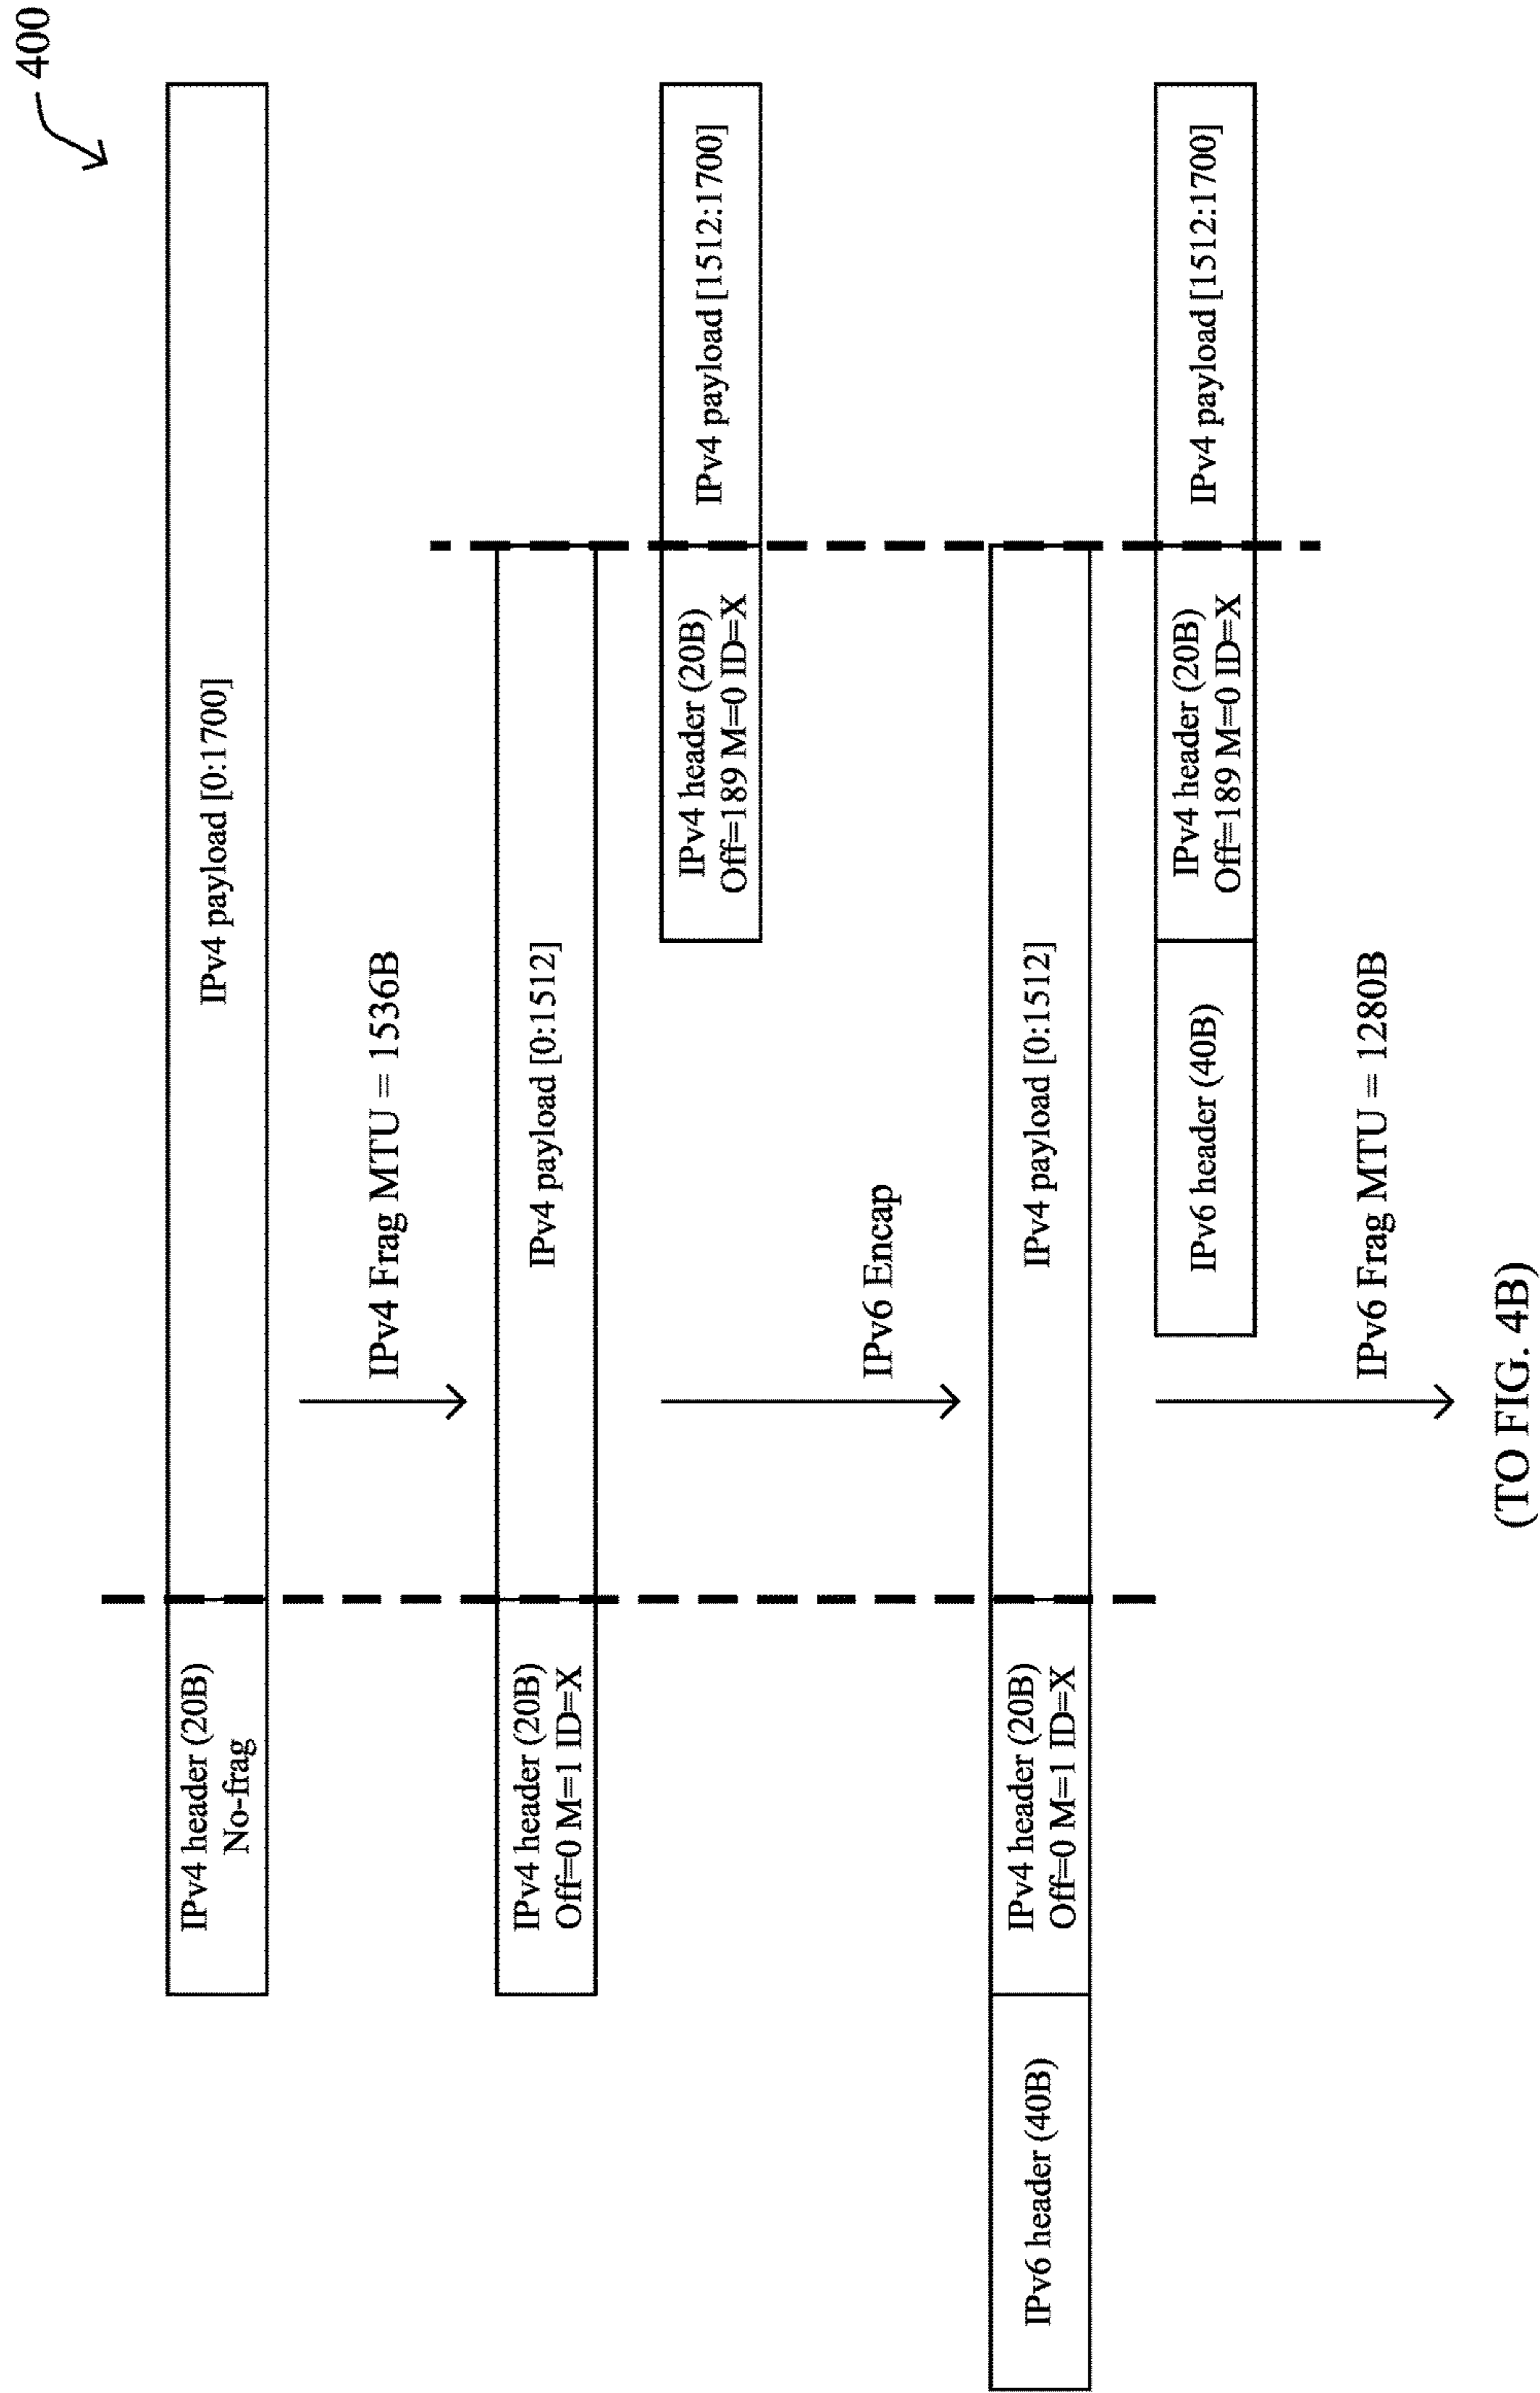 400
IPv4 header (20B)
No-frag
IPv4 payload [0:1700]
IPv4 Frag MTU = 1536B
IPv4 header (20B)
Off=0 M=1 ID=X
IPv4 payload [0:1512]
IPv4 header (20B)
Off=189 M=0 ID=X
IPv4 payload [1512:1700]
IPv6 Encap
IPv6 header (40B)
IPv4 header (20B)
Off=0 M=1 ID=X
IPv4 payload [0:1512]
IPv6 header (40B)
IPv4 header (20B)
Off=189 M=0 ID=X
IPv4 payload [1512:1700]
IPv6 Frag MTU = 1280B
(TO FIG. 4B)